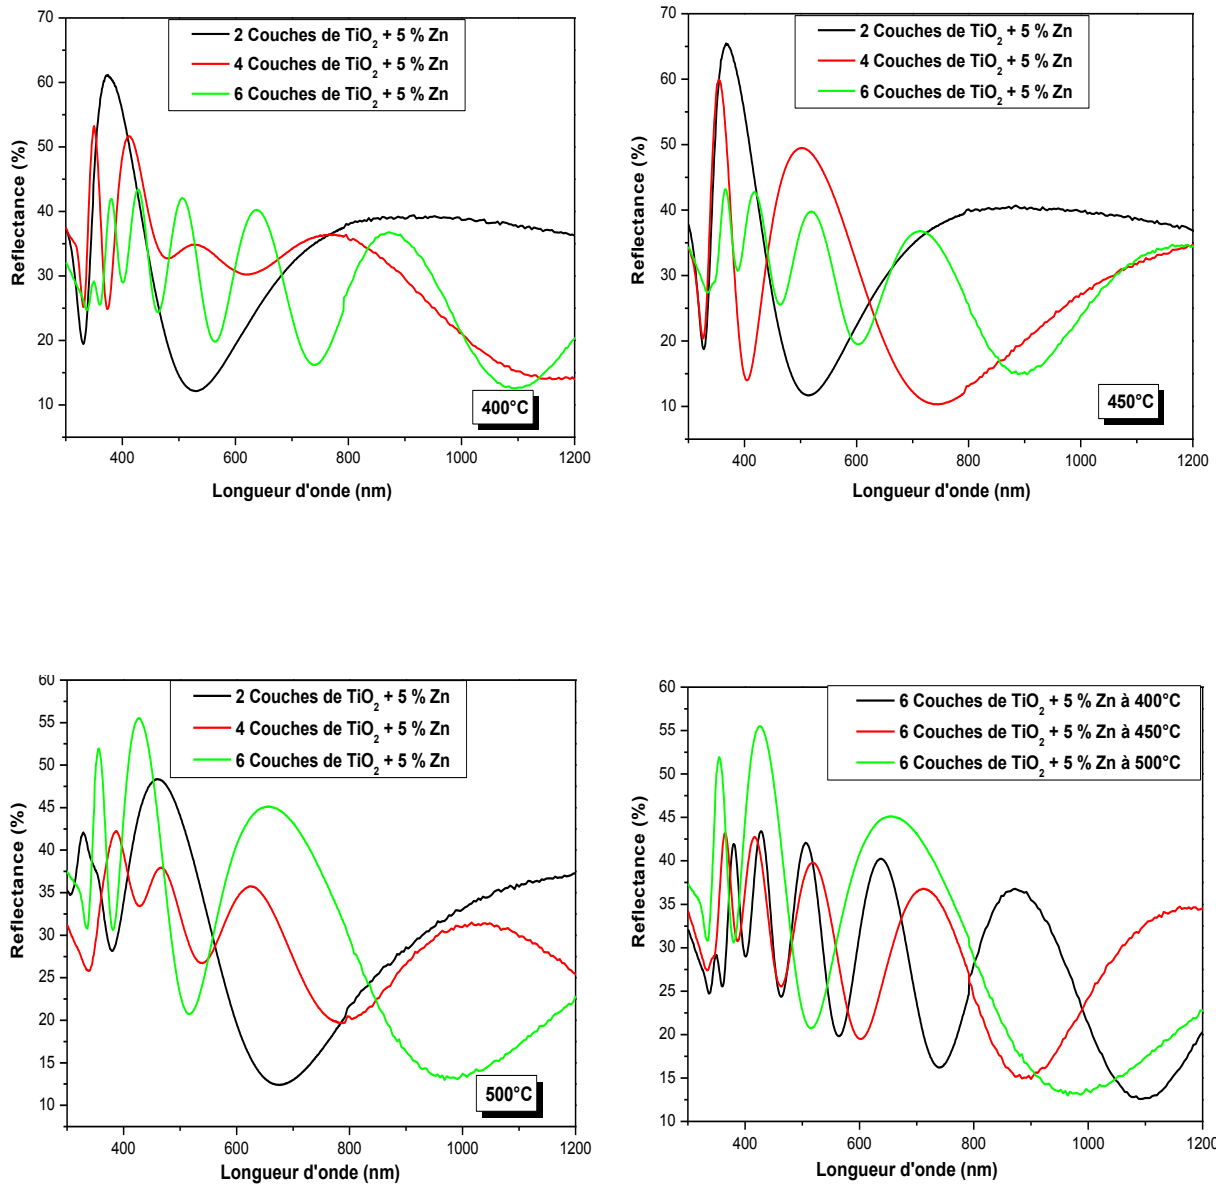 70
60
50
40
30
20
10
400
600
800
1000
1200
Reflectance (%)
Longueur d'onde (nm)
2 Couches de TiO2 + 5 % Zn
4 Couches de TiO2 + 5 % Zn
6 Couches de TiO2 + 5 % Zn
400°C
70
60
50
40
30
20
10
400
600
800
1000
1200
Reflectance (%)
Longueur d'onde (nm)
2 Couches de TiO2 + 5 % Zn
4 Couches de TiO2 + 5 % Zn
6 Couches de TiO2 + 5 % Zn
450°C
60
55
50
45
40
35
30
25
20
15
10
400
600
800
1000
1200
Reflectance (%)
Longueur d'onde (nm)
2 Couches de TiO2 + 5 % Zn
4 Couches de TiO2 + 5 % Zn
6 Couches de TiO2 + 5 % Zn
500°C
60
55
50
45
40
35
30
25
20
15
10
400
600
800
1000
1200
Reflectance (%)
Longueur d'onde (nm)
6 Couches de TiO2 + 5 % Zn à 400°C
6 Couches de TiO2 + 5 % Zn à 450°C
6 Couches de TiO2 + 5 % Zn à 500°C